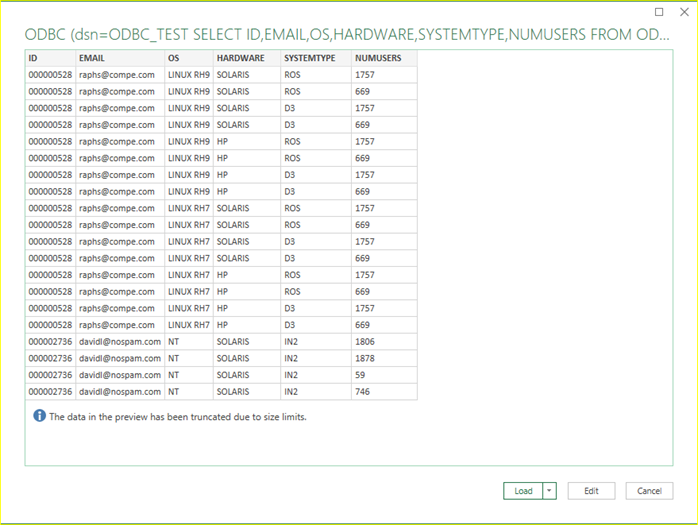 ODBC (dsn=ODBC_TEST SELECT ID,EMAIL,OS,HARDWARE,SYSTEMTYPE,NUMUSERS FROM OD...
ID EMAIL OS HARDWARE SYSTEMTYPE NUMUSERS
000000528 raphs@compe.com LINUX RH9 SOLARIS ROS 1757
000000528 raphs@compe.com LINUX RH9 SOLARIS ROS 669
000000528 raphs@compe.com LINUX RH9 SOLARIS D3 1757
000000528 raphs@compe.com LINUX RH9 SOLARIS D3 669
000000528 raphs@compe.com LINUX RH9 HP ROS 1757
000000528 raphs@compe.com LINUX RH9 HP ROS 669
000000528 raphs@compe.com LINUX RH9 HP D3 1757
000000528 raphs@compe.com LINUX RH9 HP D3 669
000000528 raphs@compe.com LINUX RH7 SOLARIS ROS 1757
000000528 raphs@compe.com LINUX RH7 SOLARIS ROS 669
000000528 raphs@compe.com LINUX RH7 SOLARIS D3 1757
000000528 raphs@compe.com LINUX RH7 SOLARIS D3 669
000000528 raphs@compe.com LINUX RH7 HP ROS 1757
000000528 raphs@compe.com LINUX RH7 HP ROS 669
000000528 raphs@compe.com LINUX RH7 HP D3 1757
000000528 raphs@compe.com LINUX RH7 HP D3 669
000002736 davidl@nospam.com NT SOLARIS IN2 1806
000002736 davidl@nospam.com NT SOLARIS IN2 1878
000002736 davidl@nospam.com NT SOLARIS IN2 59
000002736 davidl@nospam.com NT SOLARIS IN2 746
The data in the preview has been truncated due to size limits.
Load Edit Cancel